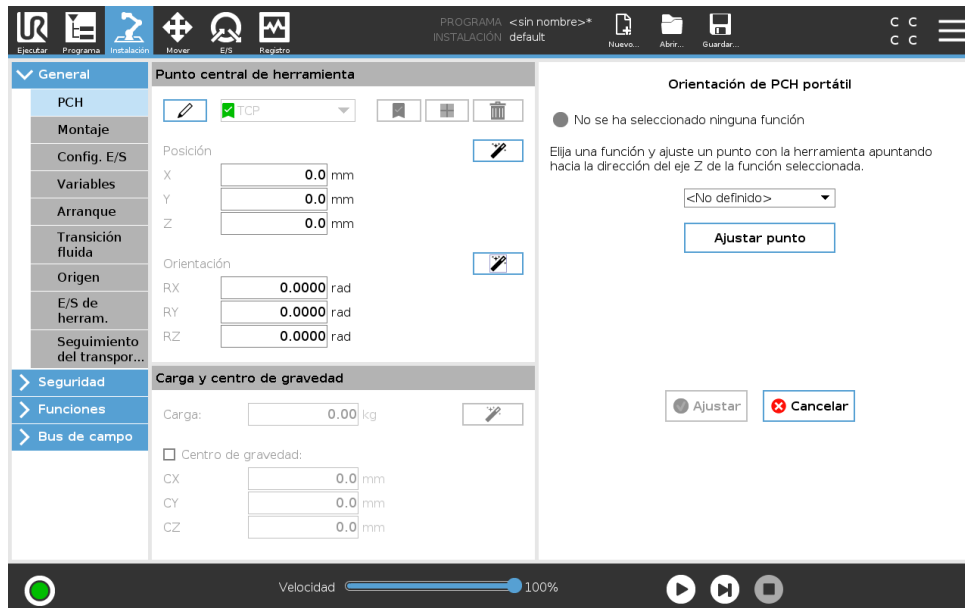 PROGRAMA <sin nombre>*
INSTALACIÓN default
Ejecutar Programa Instalación Mover E/S Registro Nuevo... Abrir... Guardar...
C C
C C
General
PCH
Montaje
Config. E/S
Variables
Arranque
Transición
fluida
Origen
E/S de
herram.
Seguimiento
del transpor...
Seguridad
Funciones
Bus de campo
Punto central de herramienta
TCP
Posición
X 0.0 mm
Y 0.0 mm
Z 0.0 mm
Orientación
RX 0.0000 rad
RY 0.0000 rad
RZ 0.0000 rad
Carga y centro de gravedad
Carga: 0.00 kg
Centro de gravedad:
CX 0.0 mm
CY 0.0 mm
CZ 0.0 mm
Orientación de PCH portátil
No se ha seleccionado ninguna función
Elija una función y ajuste un punto con la herramienta apuntando
hacia la dirección del eje Z de la función seleccionada.
<No definido>
Ajustar punto
Ajustar Cancelar
Velocidad 100%